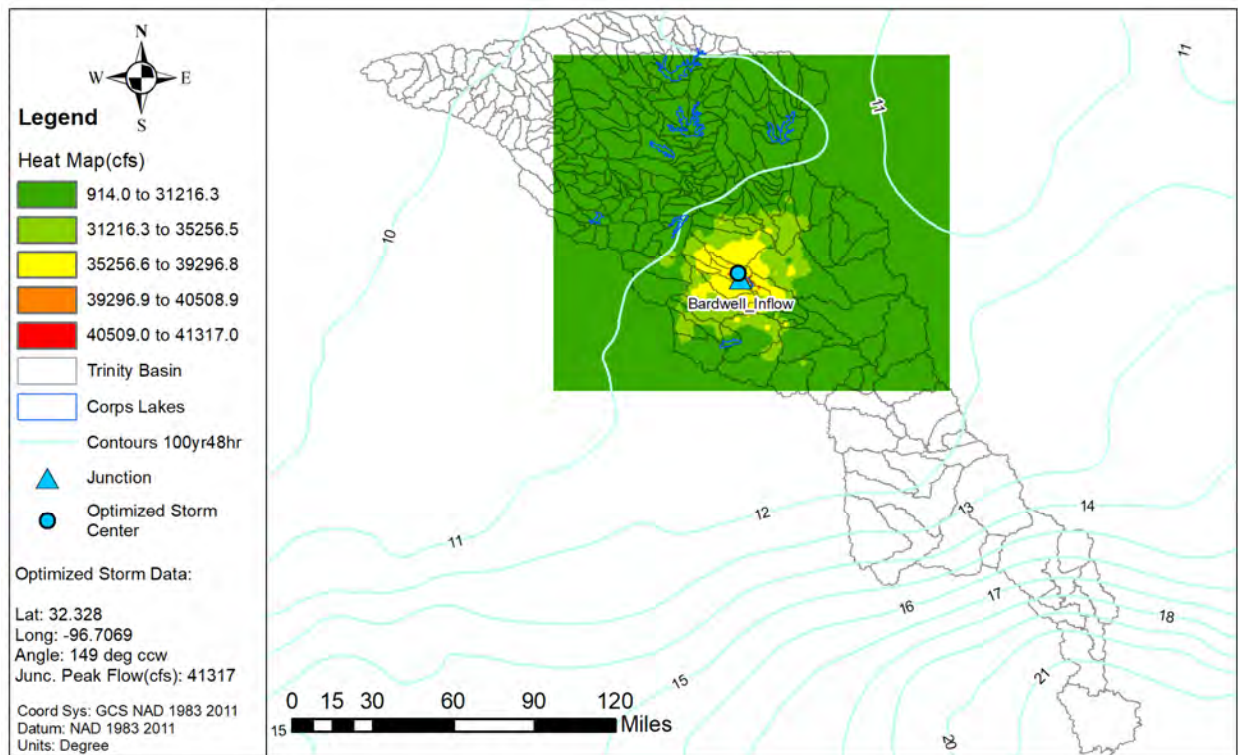 N
W
E
S
Legend
Heat Map(cfs)
914.0 to 31216.3
31216.3 to 35256.5
35256.6 to 39296.8
39296.9 to 40508.9
40509.0 to 41317.0
Trinity Basin
Corps Lakes
Contours 100yr48hr
Junction
Optimized Storm
Center
Optimized Storm Data:
Lat: 32.328
Long: -96.7069
Angle: 149 deg ccw
Junc. Peak Flow(cfs): 41317
Coord Sys: GCS NAD 1983 2011
Datum: NAD 1983 2011
Units: Degree
11
11
10
Bardwell_Inflow
12
13
14
11
16
17
18
15
21
20
15
0 15 30 60 90 120
Miles